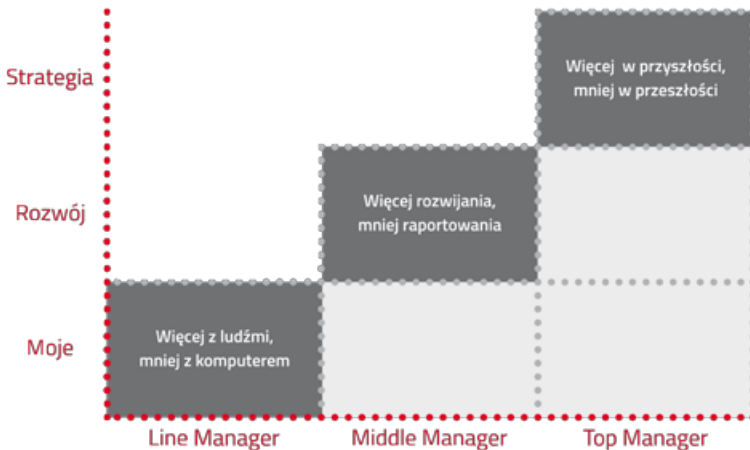 Strategia
Więcej w przyszłości,
mniej w przeszłości
Rozwój
Więcej rozwijania,
mniej raportowania
Moje
Więcej z ludźmi,
mniej z komputerem
Line Manager
Middle Manager
Top Manager